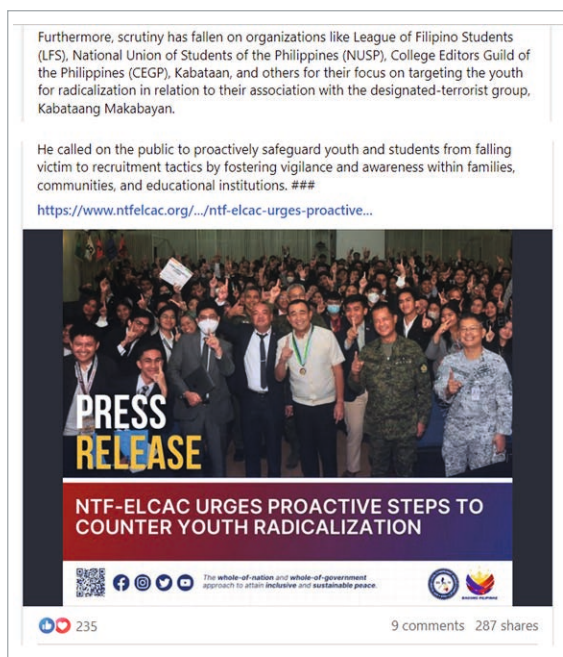 Furthermore, scrutiny has fallen on organizations like League of Filipino Students
(LFS), National Union of Students of the Philippines (NUSP), College Editors Guild of
the Philippines (CEGP), Kabataan, and others for their focus on targeting the youth
for radicalization in relation to their association with the designated-terrorist group,
Kabataang Makabayan.
He called on the public to proactively safeguard youth and students from falling
victim to recruitment tactics by fostering vigilance and awareness within families,
communities, and educational institutions. ###
https://www.ntfelcac.org/.../ntf-elcac-urges-proactive...
PRESS
RELEASE
NTF-ELCAC URGES PROACTIVE STEPS TO
COUNTER YOUTH RADICALIZATION
The whole-of-nation and whole-of-government
approach to attain inclusive and sustainable peace.
BAGONG PILIPINAS
235
9 comments 287 shares